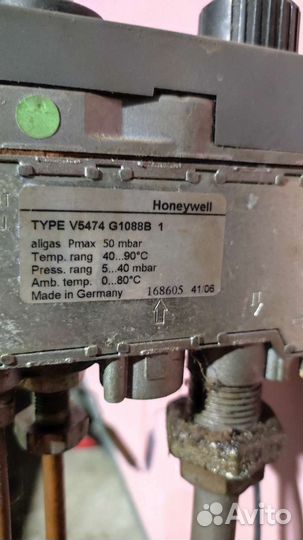 Honeywell
TYPE V5474 G1088B 1
allgas Pmax 50 mbar
Temp. rang 40...90°C
Press. rang 5...40 mbar
Amb. temp. 0...80°C
Made in Germany 168605 41/06
Avito